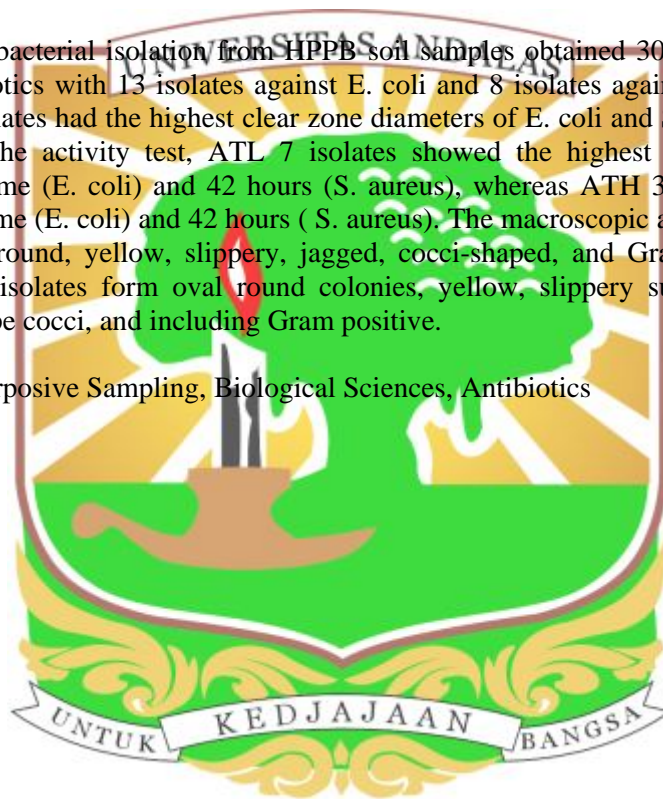 UNIVERSITAS ANDALAS
bacterial isolation from HPPB soil samples obtained 30
otics with 13 isolates against E. coli and 8 isolates agai
lates had the highest clear zone diameters of E. coli and
he activity test, ATL 7 isolates showed the highest
me (E. coli) and 42 hours (S. aureus), whereas ATH 3
me (E. coli) and 42 hours ( S. aureus). The macroscopic a
round, yellow, slippery, jagged, cocci-shaped, and Gra
isolates form oval round colonies, yellow, slippery su
pe cocci, and including Gram positive.
rposive Sampling, Biological Sciences, Antibiotics
UNTUK KEDJAJAAN BANGSA